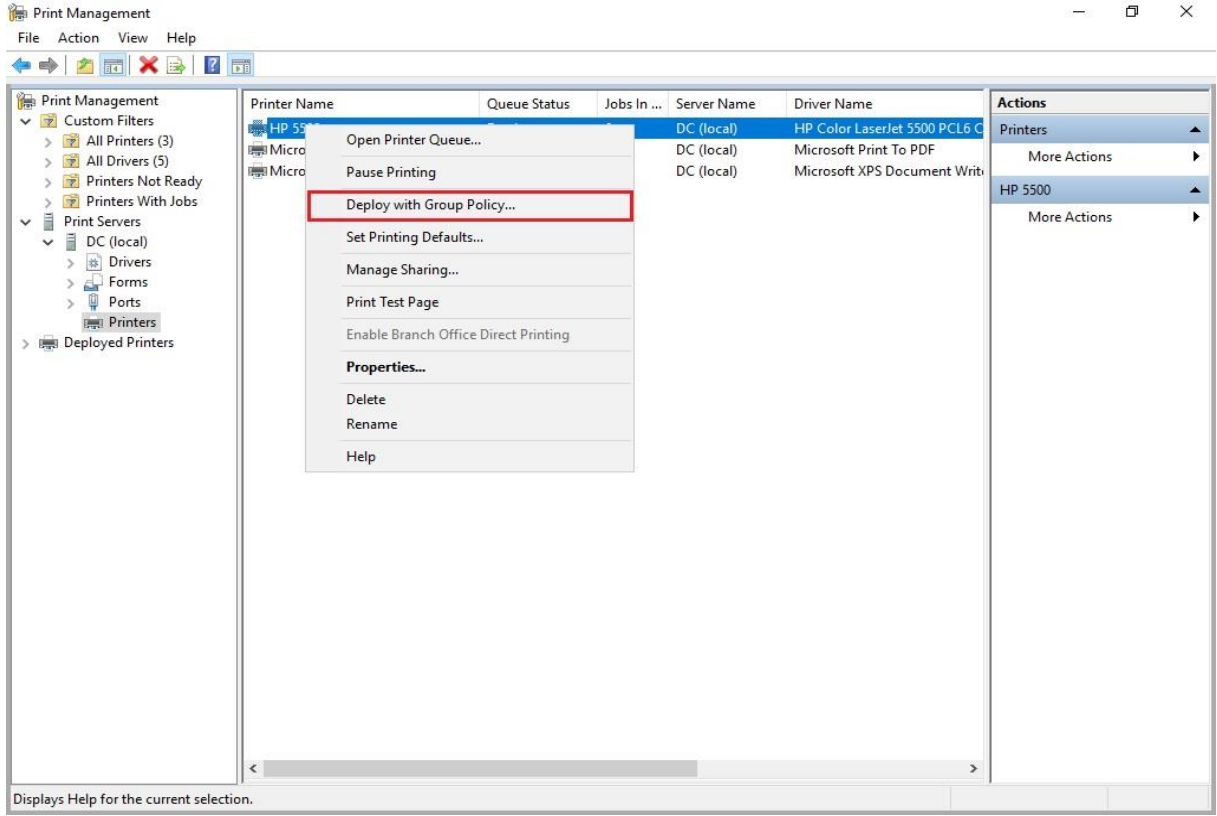 Print Management
File Action View Help
Print Management
Custom Filters
All Printers (3)
All Drivers (5)
Printers Not Ready
Printers With Jobs
Print Servers
DC (local)
Drivers
Forms
Ports
Printers
Deployed Printers
Printer Name Queue Status Jobs In ... Server Name Driver Name
HP 55 DC (local) HP Color LaserJet 5500 PCL6 C
Micro DC (local) Microsoft Print To PDF
Micro DC (local) Microsoft XPS Document Writ
Open Printer Queue...
Pause Printing
Deploy with Group Policy...
Set Printing Defaults...
Manage Sharing...
Print Test Page
Enable Branch Office Direct Printing
Properties...
Delete
Rename
Help
Actions
Printers
More Actions
HP 5500
More Actions
Displays Help for the current selection.